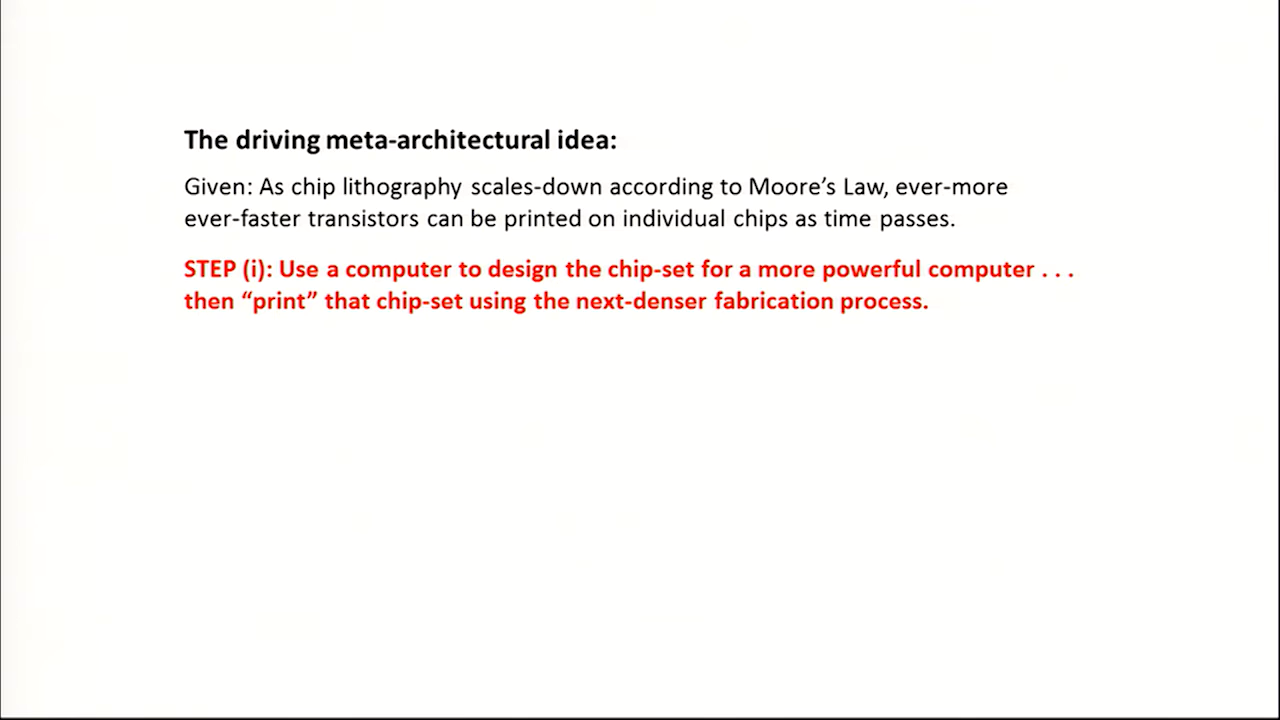 The driving meta-architectural idea:
Given: As chip lithography scales-down according to Moore’s Law, ever-more
ever-faster transistors can be printed on individual chips as time passes.
STEP (i): Use a computer to design the chip-set for a more powerful computer . . .
then “print” that chip-set using the next-denser fabrication process.